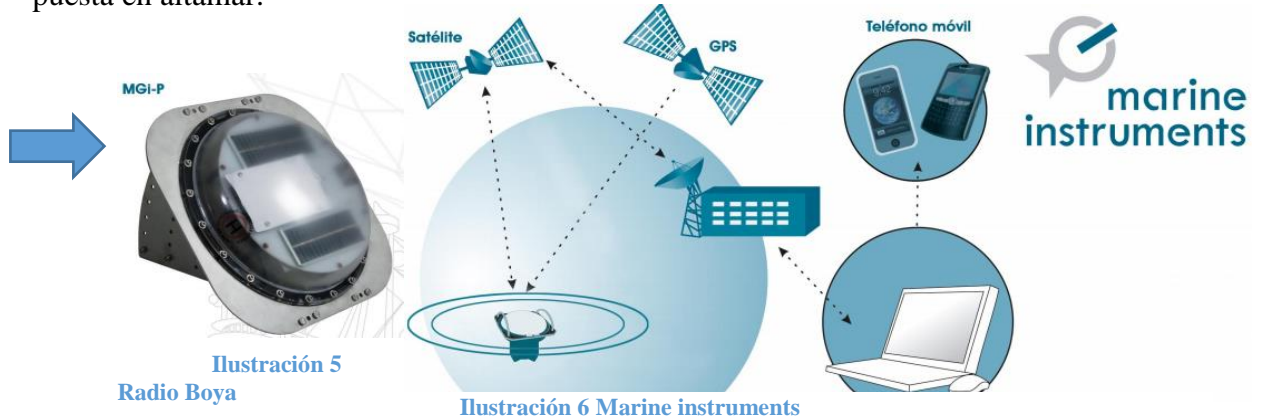 puesta en altamar.
Satélite
GPS
Teléfono móvil
MGi-P
marine
instruments
Ilustración 5
Radio Boya
Ilustración 6 Marine instruments